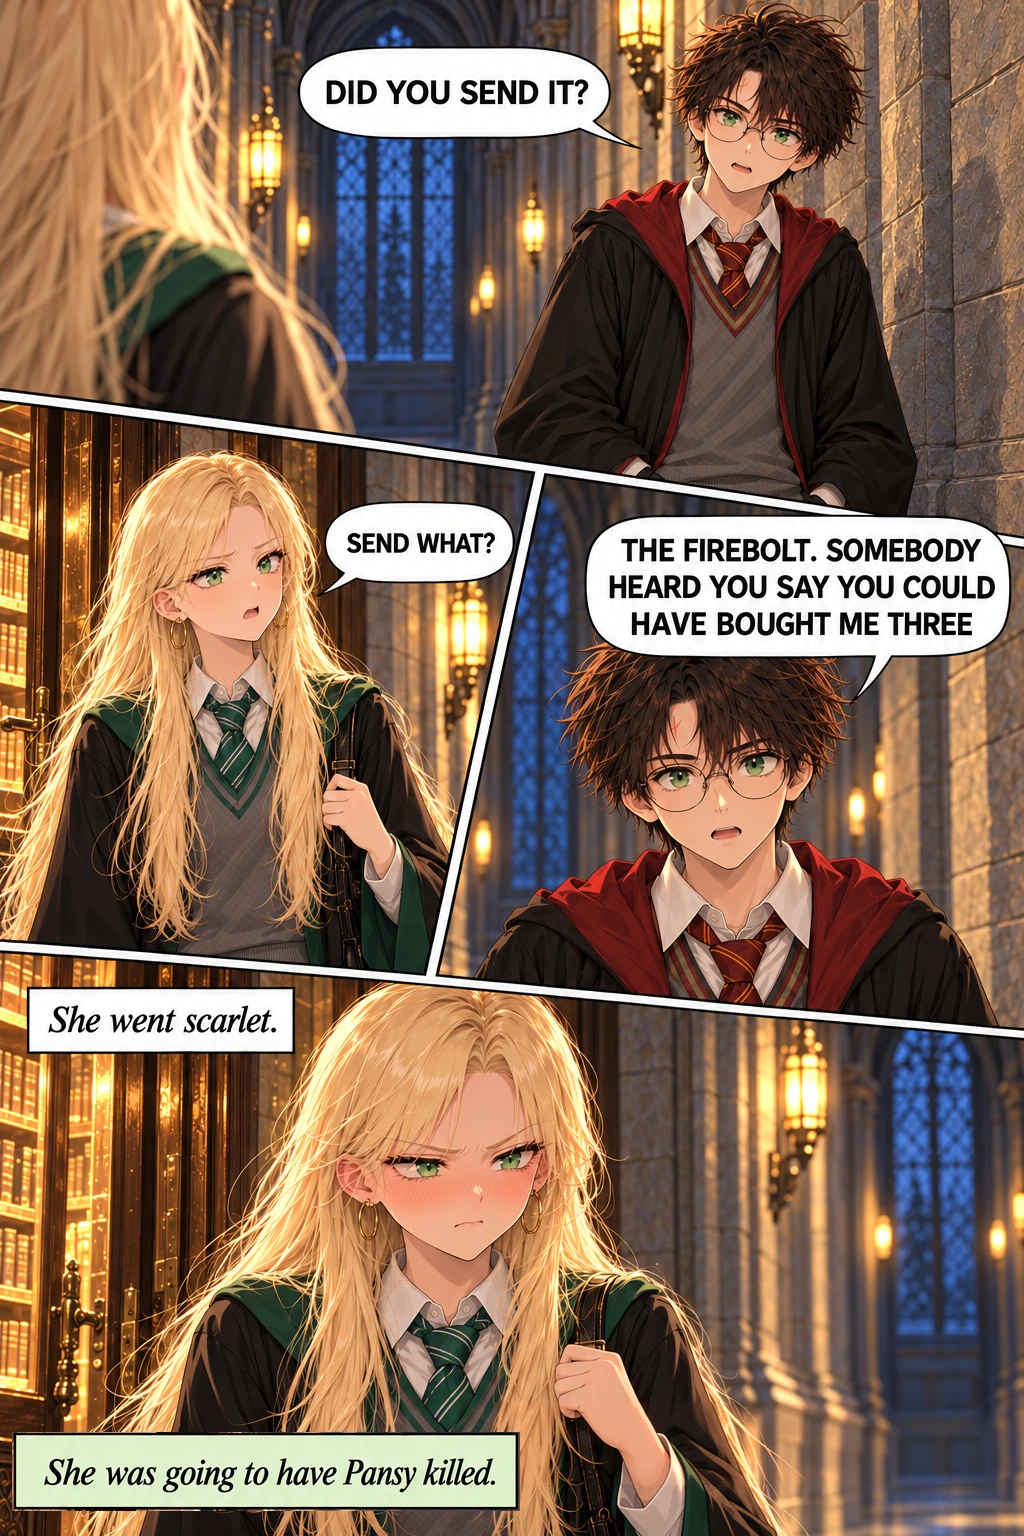 DID YOU SEND IT?
SEND WHAT?
THE FIREBOLT. SOMEBODY
HEARD YOU SAY YOU COULD
HAVE BOUGHT ME THREE
She went scarlet.
She was going to have Pansy killed.